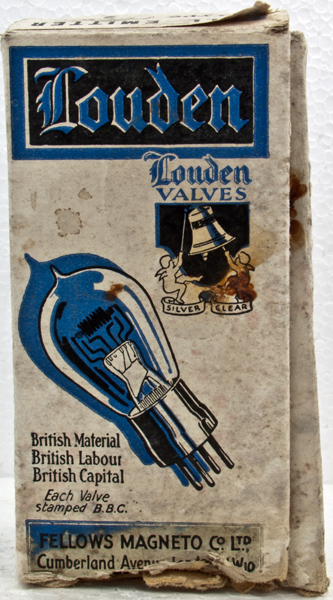 EMITTER
Louden
Louden
VALVES
SILVER CLEAR
British Material
British Labour
British Capital
Each Valve
stamped B.B.C.
FELLOWS MAGNETO Co. LTD.
Cumberland Avenue